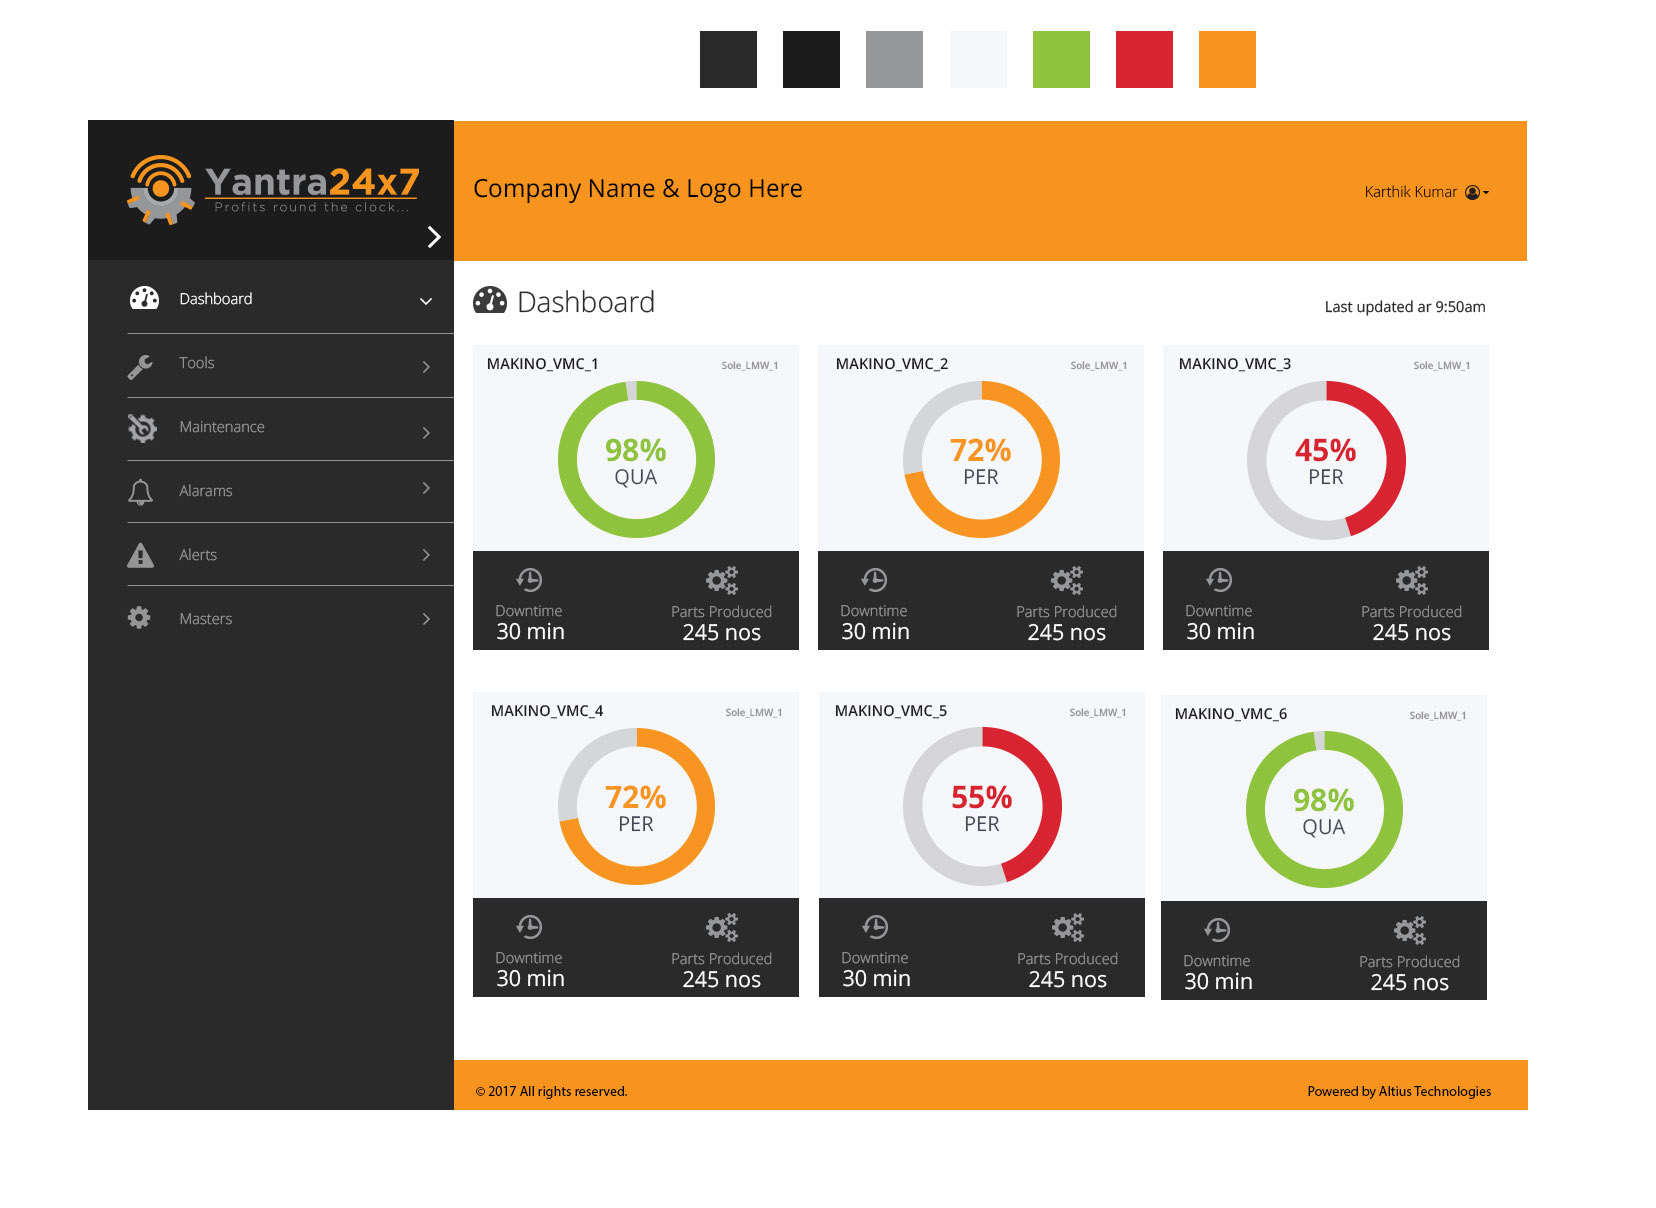 Yantra24x7
Profits round the clock...
Company Name & Logo Here
Karthik Kumar
Dashboard
Tools
Maintenance
Alarams
Alerts
Masters
Dashboard
Last updated ar 9:50am
MAKINO_VMC_1
Sole_LMW_1
98%
QUA
Downtime
30 min
Parts Produced
245 nos
MAKINO_VMC_2
Sole_LMW_1
72%
PER
Downtime
30 min
Parts Produced
245 nos
MAKINO_VMC_3
Sole_LMW_1
45%
PER
Downtime
30 min
Parts Produced
245 nos
MAKINO_VMC_4
Sole_LMW_1
72%
PER
Downtime
30 min
Parts Produced
245 nos
MAKINO_VMC_5
Sole_LMW_1
55%
PER
Downtime
30 min
Parts Produced
245 nos
MAKINO_VMC_6
Sole_LMW_1
98%
QUA
Downtime
30 min
Parts Produced
245 nos
© 2017 All rights reserved.
Powered by Altius Technologies